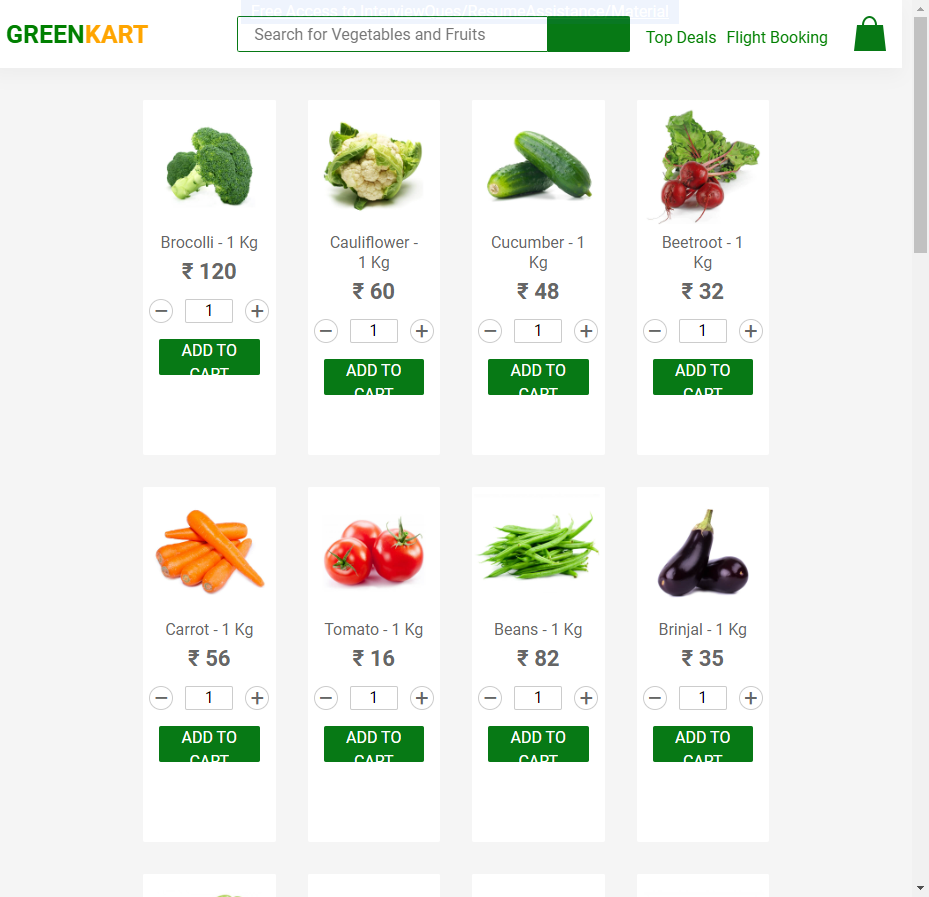 Free Access to InterviewQues/ResumeAssistance/Material
GREENKART
Search for Vegetables and Fruits
Top Deals Flight Booking
Brocolli - 1 Kg
₹ 120
1
ADD TO
CART
Cauliflower -
1 Kg
₹ 60
1
ADD TO
CART
Cucumber - 1
Kg
₹ 48
1
ADD TO
CART
Beetroot - 1
Kg
₹ 32
1
ADD TO
CART
Carrot - 1 Kg
₹ 56
1
ADD TO
CART
Tomato - 1 Kg
₹ 16
1
ADD TO
CART
Beans - 1 Kg
₹ 82
1
ADD TO
CART
Brinjal - 1 Kg
₹ 35
1
ADD TO
CART